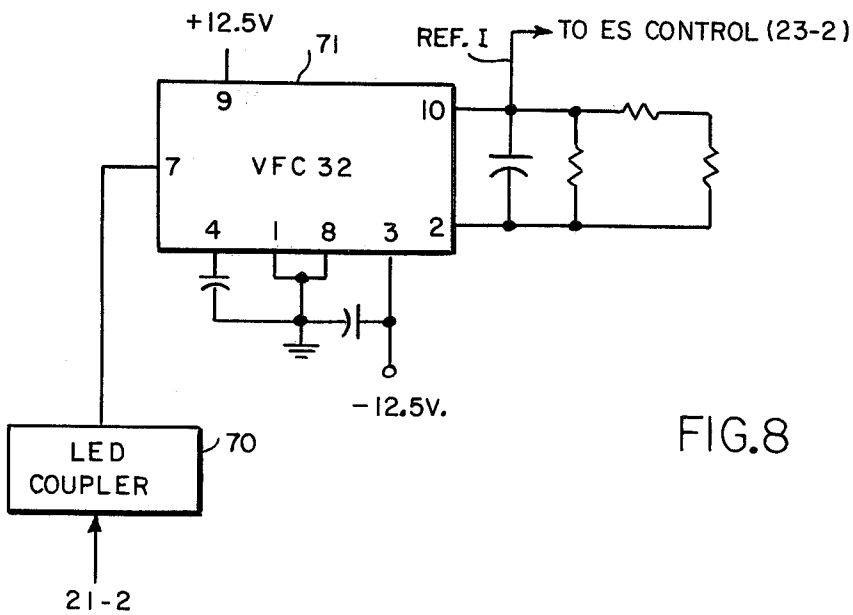 +12.5V
71
REF. I
TO ES CONTROL (23-2)
9
10
7
VFC 32
4
1
8
3
2
-12.5V.
LED
COUPLER
70
21-2
FIG.8